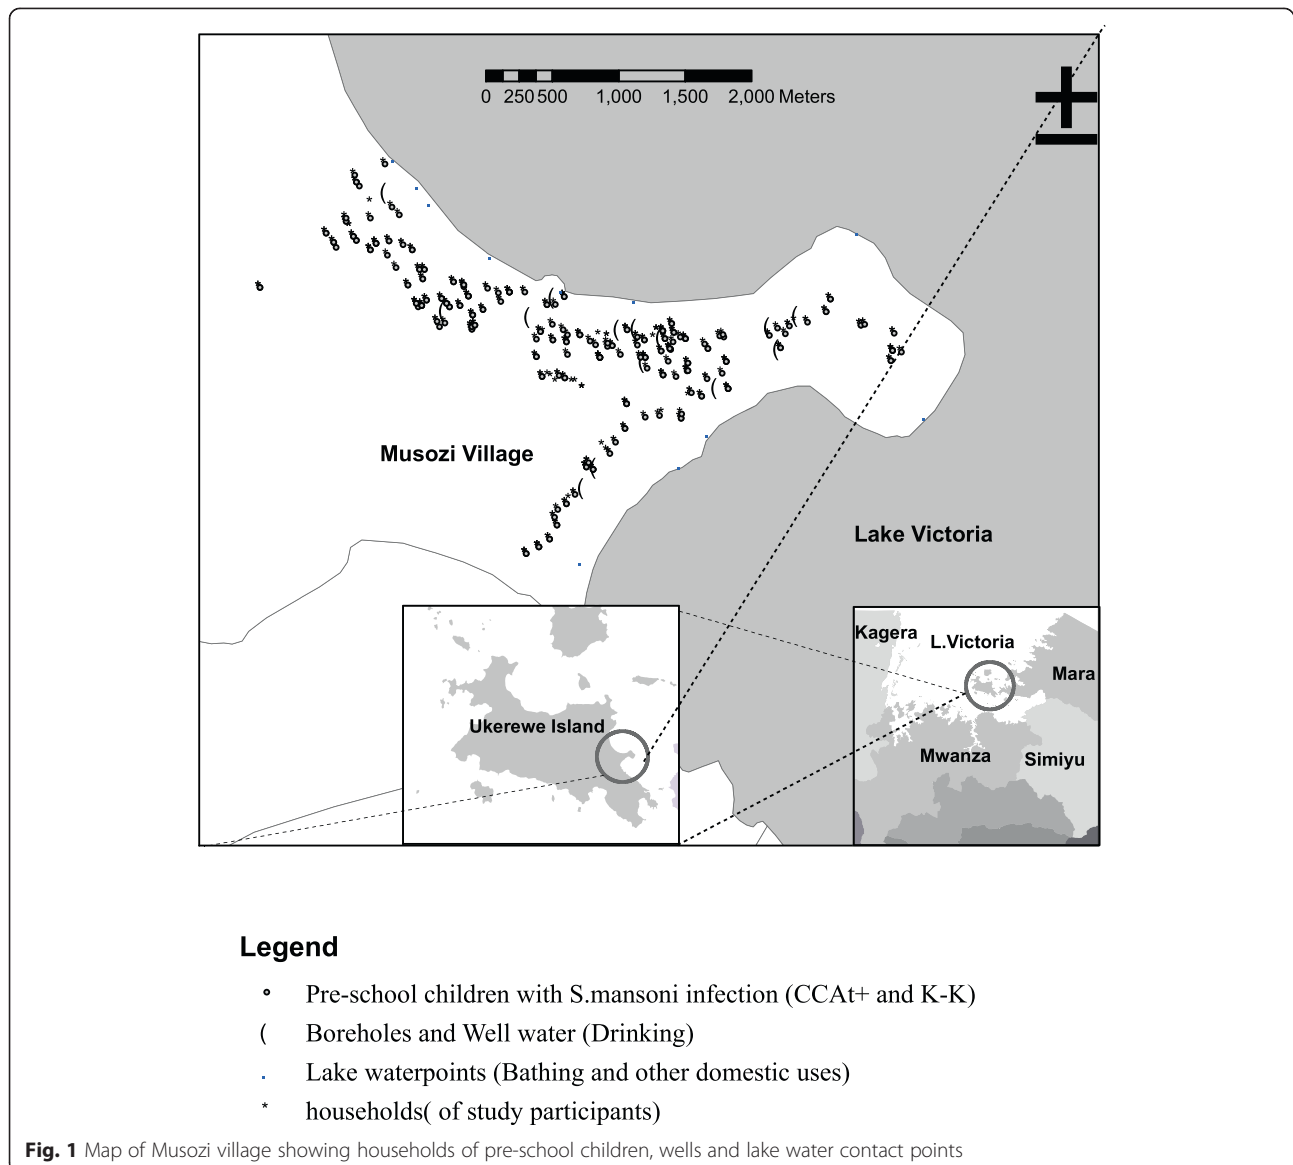 0 250 500 1,000 1,500 2,000 Meters
Musozi Village
Lake Victoria
Kagera
L.Victoria
Mara
Ukerewe Island
Mwanza
Simiyu
Legend
Pre-school children with S.mansoni infection (CCAt+ and K-K)
( Boreholes and Well water (Drinking)
Lake waterpoints (Bathing and other domestic uses)
* households( of study participants)
Fig. 1 Map of Musozi village showing households of pre-school children, wells and lake water contact points